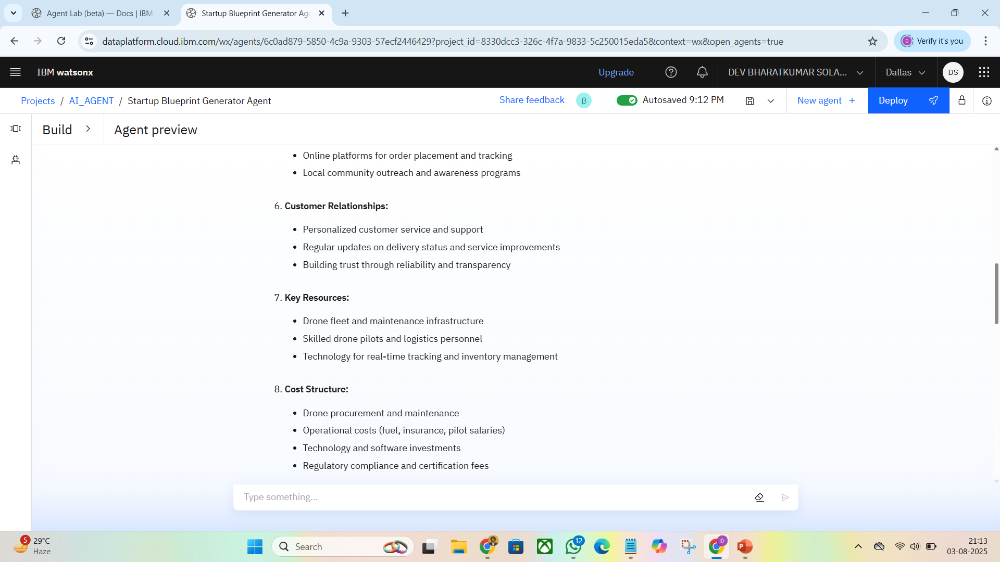 Agent Lab (beta) — Docs | IBM
Startup Blueprint Generator Age
dataplatform.cloud.ibm.com/wx/agents/6c0ad879-5850-4c9a-9303-57ecf2446429?project_id=8330dcc3-326c-4f7a-9833-5c250015eda5&context=wx&open_agents=true
D
Verify it's you
IBM watsonx
Upgrade
DEV BHARATKUMAR SOLA...
Dallas
DS
Projects / AI_AGENT / Startup Blueprint Generator Agent
Share feedback
β
Autosaved 9:12 PM
New agent +
Deploy
Build
Agent preview
• Online platforms for order placement and tracking
• Local community outreach and awareness programs
6. Customer Relationships:
• Personalized customer service and support
• Regular updates on delivery status and service improvements
• Building trust through reliability and transparency
7. Key Resources:
• Drone fleet and maintenance infrastructure
• Skilled drone pilots and logistics personnel
• Technology for real-time tracking and inventory management
8. Cost Structure:
• Drone procurement and maintenance
• Operational costs (fuel, insurance, pilot salaries)
• Technology and software investments
• Regulatory compliance and certification fees
Type something...
5
29°C
Haze
Search
12
D
P
21:13
03-08-2025